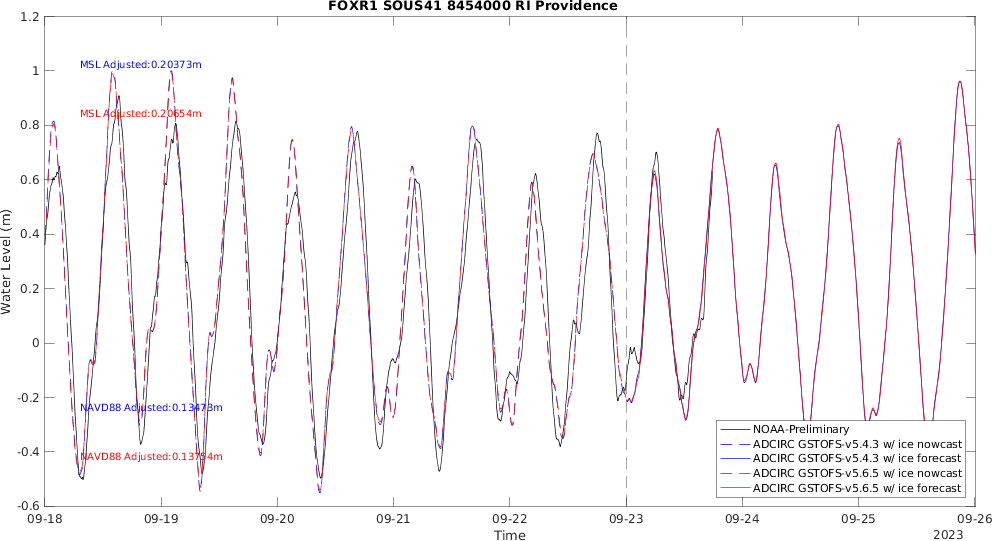 FOXR1 SOUS41 8454000 RI Providence
1.2
1
0.8
0.6
0.4
0.2
0
-0.2
-0.4
-0.6
Water Level (m)
MSL Adjusted:0.20373m
MSL Adjusted:0.20654m
NAVD88 Adjusted:0.13473m
NAVD88 Adjusted:0.13754m
NOAA-Preliminary
ADCIRC GSTOFS-v5.4.3 w/ ice nowcast
ADCIRC GSTOFS-v5.4.3 w/ ice forecast
ADCIRC GSTOFS-v5.6.5 w/ ice nowcast
ADCIRC GSTOFS-v5.6.5 w/ ice forecast
09-18 09-19 09-20 09-21 09-22 09-23 09-24 09-25 09-26
Time
2023